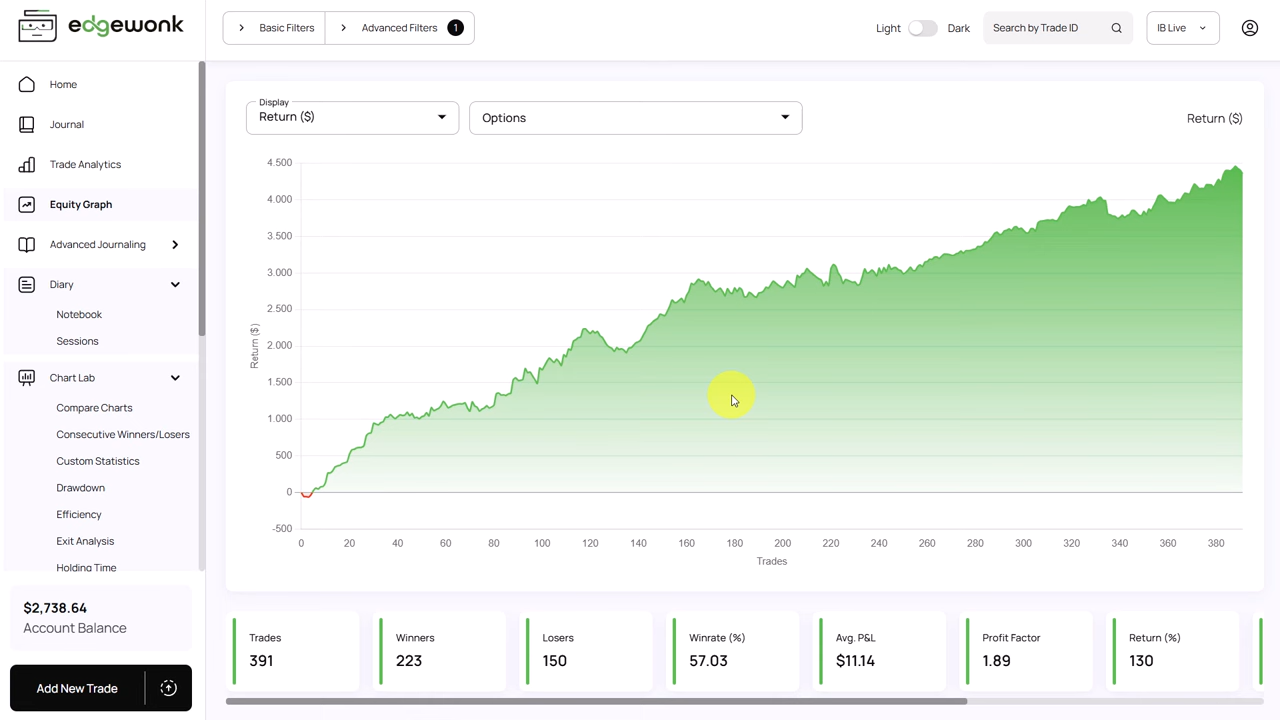 edgewonk
Basic Filters
Advanced Filters 1
Light Dark
Search by Trade ID
IB Live
Home
Journal
Trade Analytics
Equity Graph
Advanced Journaling
Diary
Notebook
Sessions
Chart Lab
Compare Charts
Consecutive Winners/Losers
Custom Statistics
Drawdown
Efficiency
Exit Analysis
Holding Time
$2,738.64
Account Balance
Add New Trade
Display
Return ($)
Options
Return ($)
4.500
4.000
3.500
3.000
2.500
2.000
1.500
1.000
500
0
-500
Return ($)
0 20 40 60 80 100 120 140 160 180 200 220 240 260 280 300 320 340 360 380
Trades
Trades
391
Winners
223
Losers
150
Winrate (%)
57.03
Avg. P&L
$11.14
Profit Factor
1.89
Return (%)
130